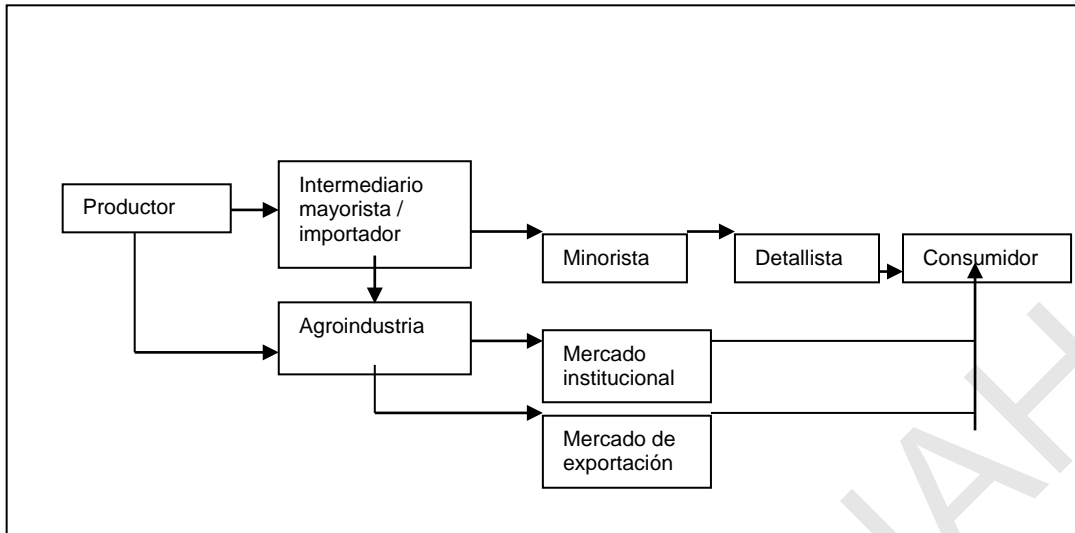 Productor
Intermediario
mayorista /
importador
Minorista
Detallista
Consumidor
Agroindustria
Mercado
institucional
Mercado de
exportación